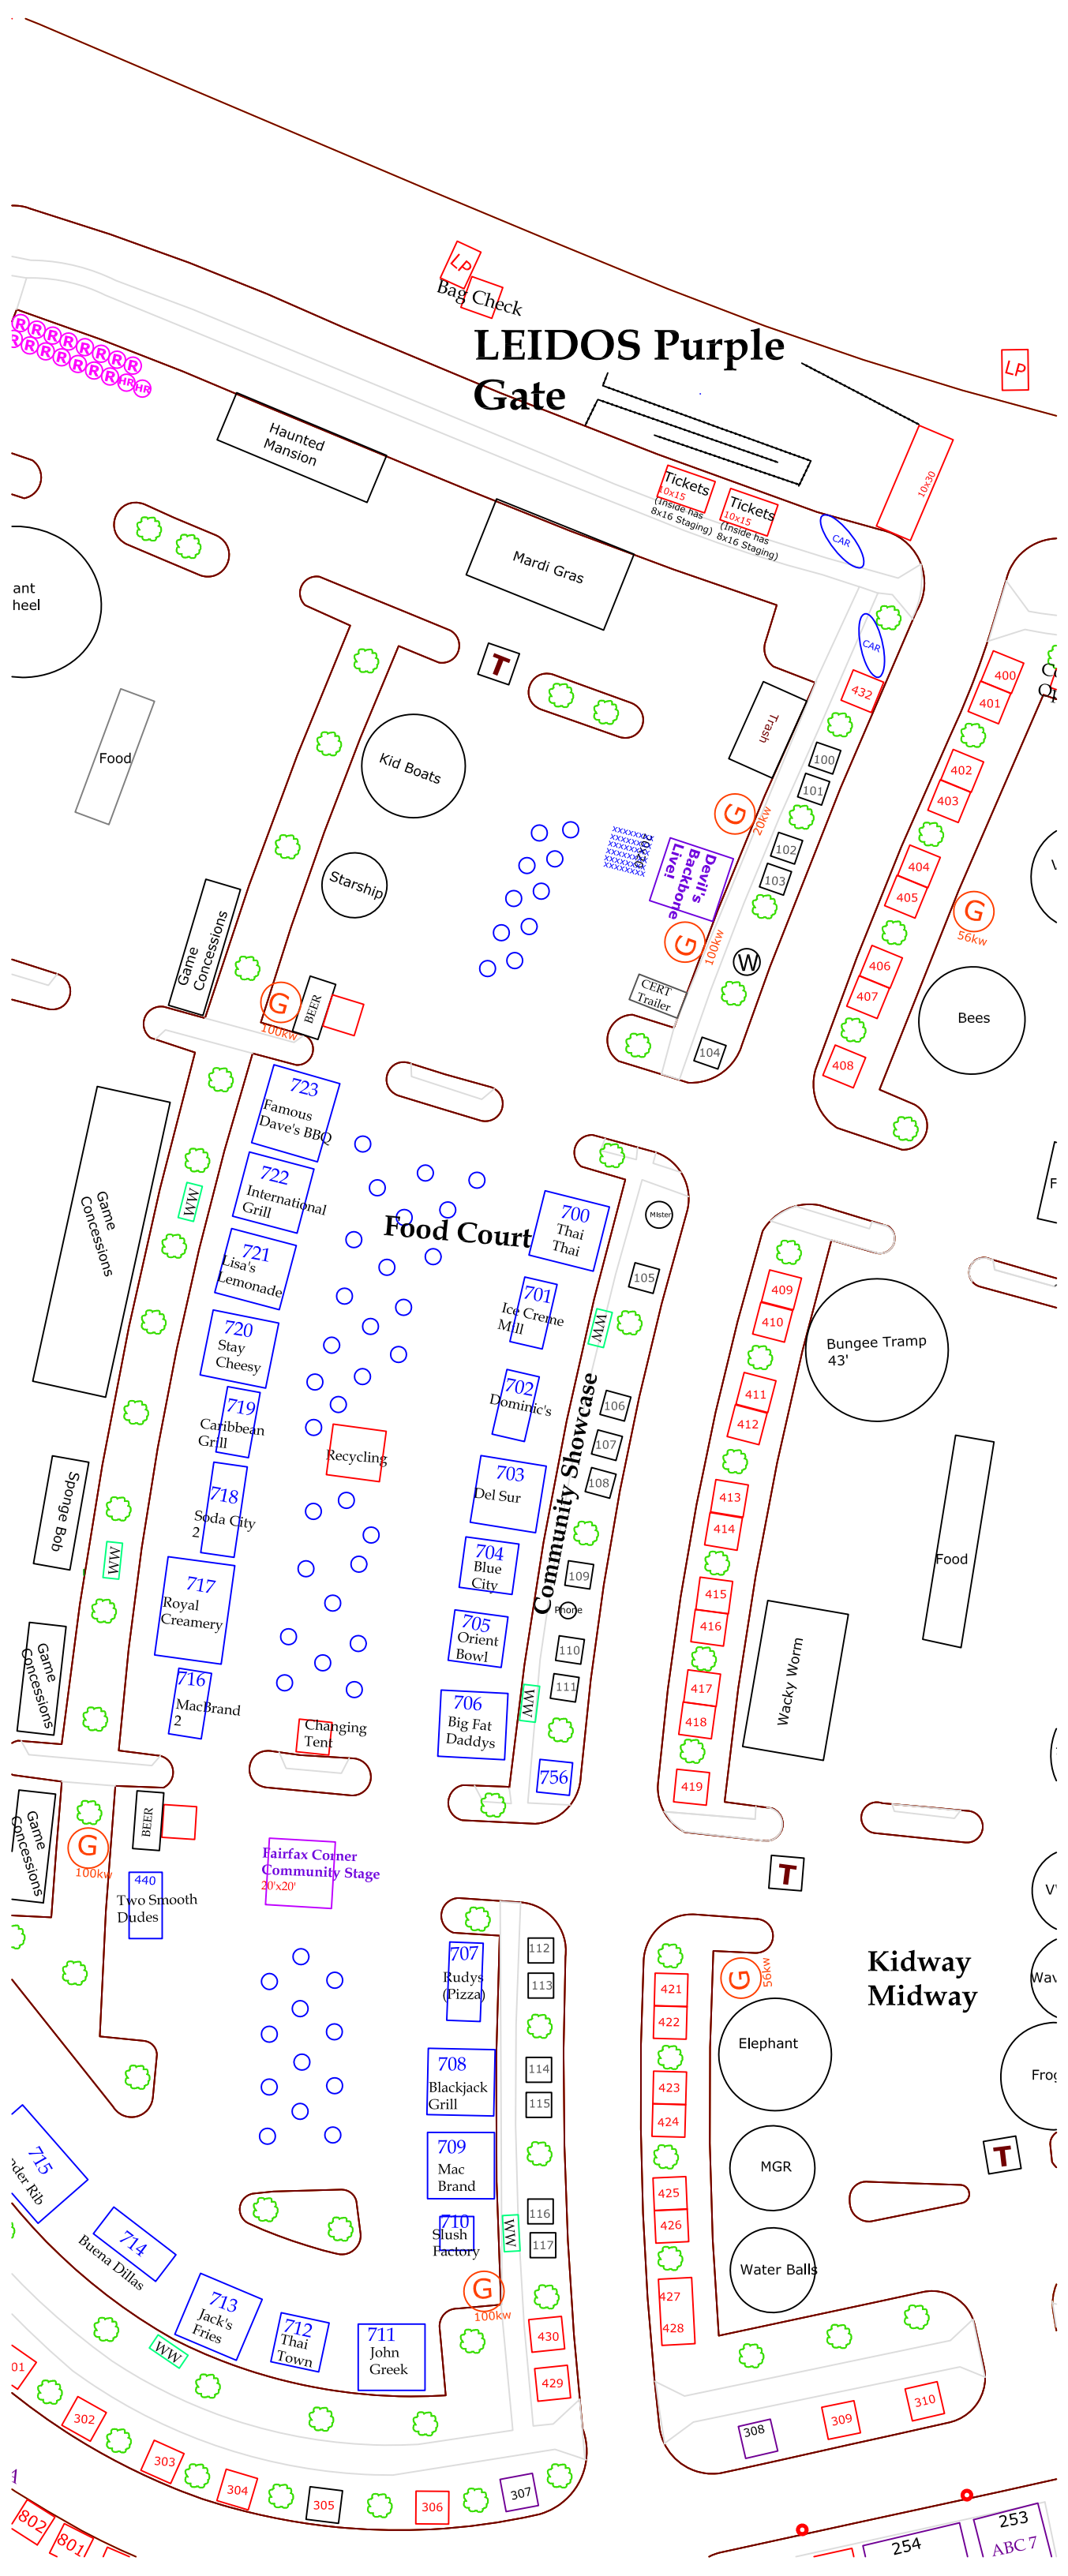 LP
Bag Check
LEIDOS Purple
Gate
LP
R R R R R R R R
R R R R R R R HR HR
Haunted
Mansion
10x30
Tickets
10x15
(Inside has
8x16 Staging)
Tickets
10x15
(Inside has
8x16 Staging)
CAR
CAR
Mardi Gras
ant
heel
T
432
400
401
Trash
Food
Kid Boats
100
101
402
403
G
20kw
20x20
Devil's
Backbone
Live!
102
103
404
405
Starship
G
56kw
Game
Concessions
G
100kw
W
406
407
CERT
Trailer
G
100kw
BEER
Bees
104
408
723
Famous
Dave's BBQ
Game
Concessions
WW
722
International
Grill
Food Court
700
Thai
Thai
Mister
721
Lisa's
Lemonade
105
409
410
701
Ice Creme
Mill
WW
720
Stay
Cheesy
Bungee Tramp
43'
719
Caribbean
Grill
702
Dominic's
Community Showcase
106
107
108
411
412
Recycling
Sponge Bob
718
Soda City
2
703
Del Sur
413
414
WW
704
Blue
City
109
Food
717
Royal
Creamery
Phone
415
416
705
Orient
Bowl
110
Game
Concessions
716
MacBrand
2
706
Big Fat
Daddys
WW
111
417
418
Wacky Worm
Changing
Tent
756
419
Game
Concessions
BEER
G
100kw
440
Two Smooth
Dudes
Fairfax Corner
Community Stage
20'x20'
T
707
Rudys
(Pizza)
112
113
Kidway
Midway
G
56kw
421
422
Elephant
708
Blackjack
Grill
114
115
423
424
709
Mac
Brand
T
MGR
715
nder Rib
425
426
710
Slush
Factory
WW
116
117
714
Buena Dillas
Water Balls
G
100kw
427
428
713
Jack's
Fries
712
Thai
Town
711
John
Greek
430
WW
429
01
302
303
304
305
306
307
308
309
310
802
801
254
253
ABC 7